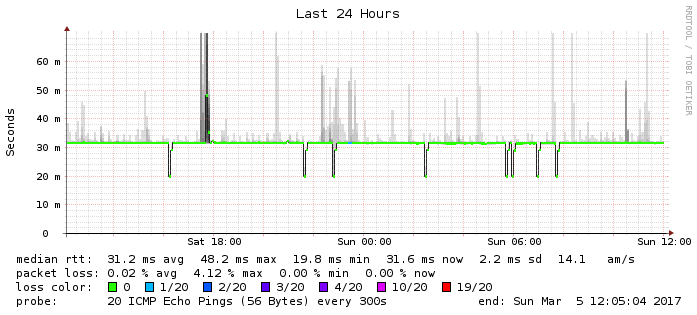 Last 24 Hours
RRDTOOL / TOBI OETIKER
Seconds
60 m
50 m
40 m
30 m
20 m
10 m
0
Sat 18:00 Sun 00:00 Sun 06:00 Sun 12:00
median rtt: 31.2 ms avg 48.2 ms max 19.8 ms min 31.6 ms now 2.2 ms sd 14.1 am/s
packet loss: 0.02 % avg 4.12 % max 0.00 % min 0.00 % now
loss color: 0 1/20 2/20 3/20 4/20 10/20 19/20
probe: 20 ICMP Echo Pings (56 Bytes) every 300s end: Sun Mar 5 12:05:04 2017